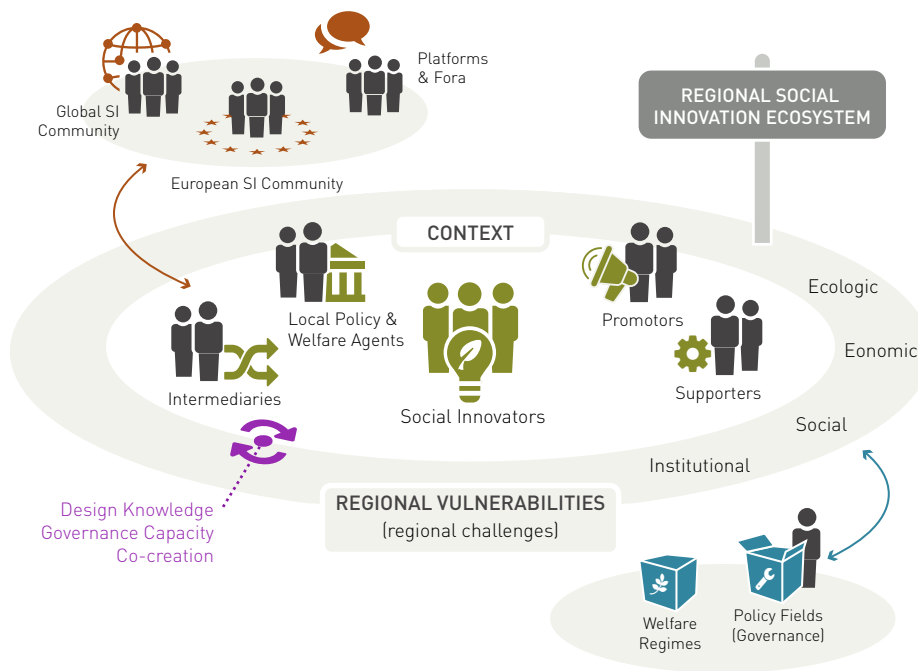 Platforms
& Fora
Global SI
Community
European SI Community
REGIONAL SOCIAL
INNOVATION ECOSYSTEM
CONTEXT
Ecologic
Local Policy &
Welfare Agents
Promotors
Eonomic
Intermediaries
Social Innovators
Supporters
Social
Institutional
REGIONAL VULNERABILITIES
(regional challenges)
Design Knowledge
Governance Capacity
Co-creation
Welfare
Regimes
Policy Fields
(Governance)